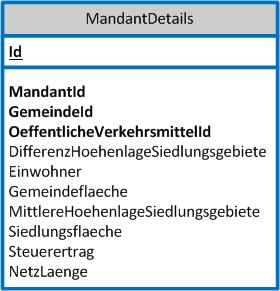 MandantDetails
Id
MandantId
GemeindeId
OeffentlicheVerkehrsmittelId
DifferenzHoehenlageSiedlungsgebiete
Einwohner
Gemeindeflaeche
MittlereHoehenlageSiedlungsgebiete
Siedlungsflaeche
Steuerertrag
NetzLaenge